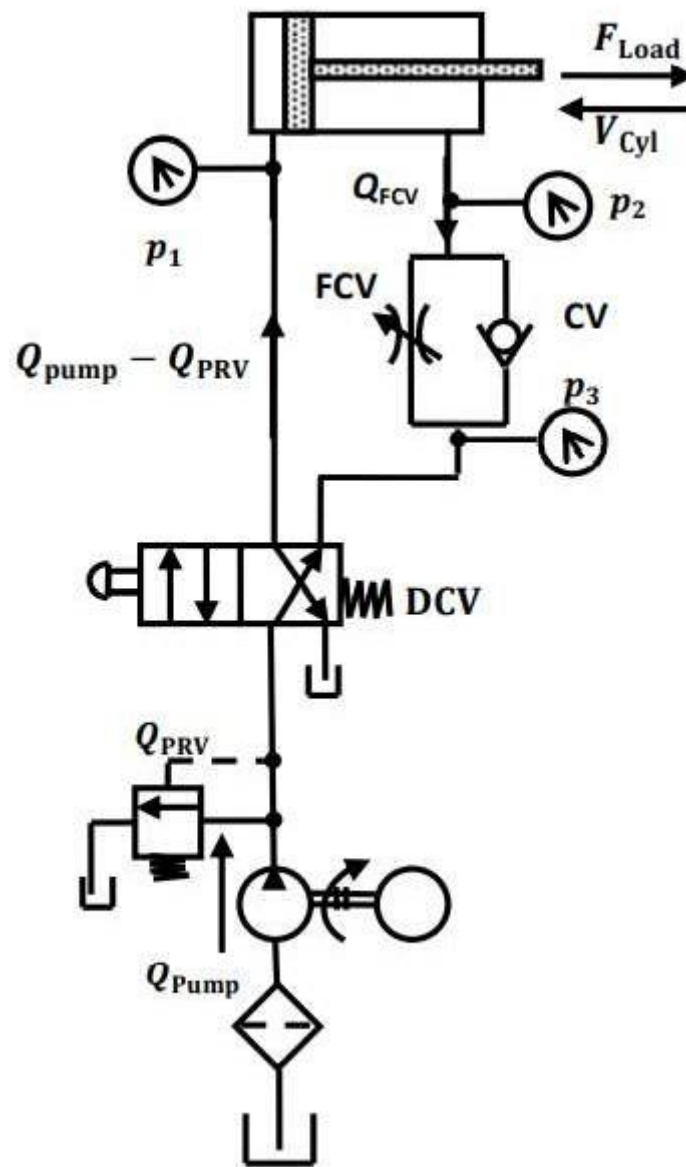 F_Load
V_Cyl
Q_FCV
p_2
p_1
FCV
CV
Q_pump − Q_PRV
p_3
DCV
Q_PRV
Q_Pump